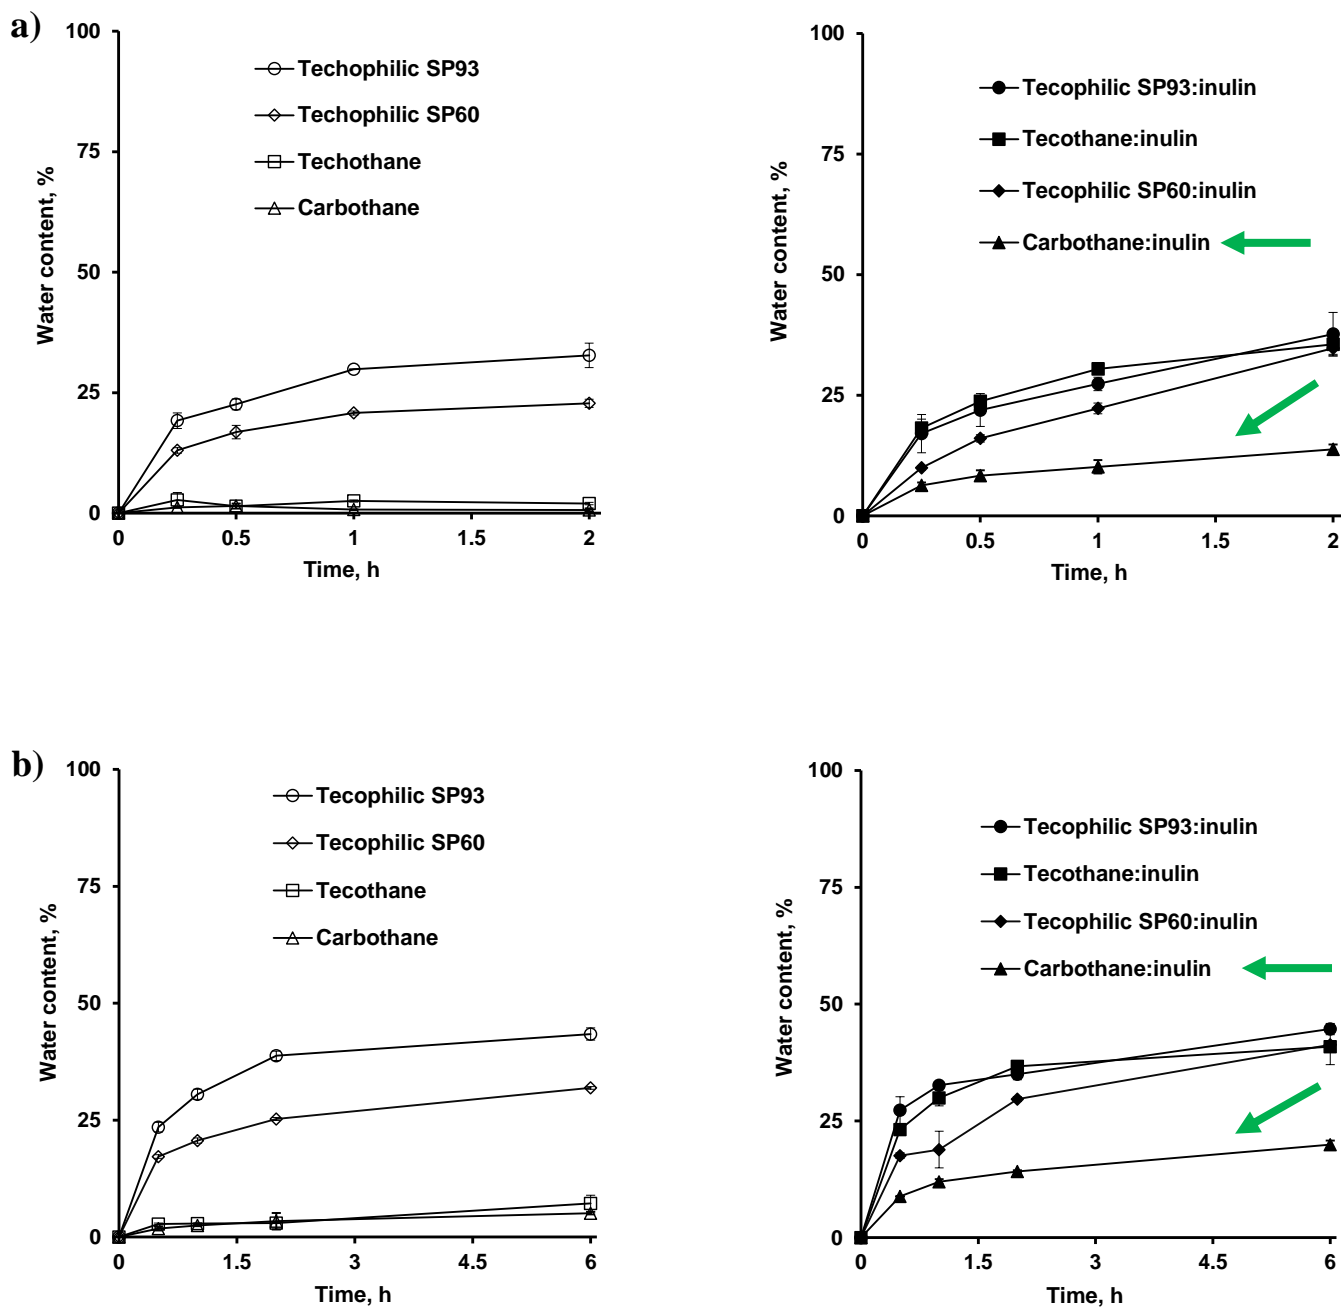 a)
100
75
50
25
0
Water content, %
Techophilic SP93
Techophilic SP60
Techothane
Carbothane
0 0.5 1 1.5 2
Time, h
100
75
50
25
0
Water content, %
Tecophilic SP93:inulin
Tecothane:inulin
Tecophilic SP60:inulin
Carbothane:inulin
0 0.5 1 1.5 2
Time, h
b)
100
75
50
25
0
Water content, %
Tecophilic SP93
Tecophilic SP60
Tecothane
Carbothane
0 1.5 3 4.5 6
Time, h
100
75
50
25
0
Water content, %
Tecophilic SP93:inulin
Tecothane:inulin
Tecophilic SP60:inulin
Carbothane:inulin
0 1.5 3 4.5 6
Time, h